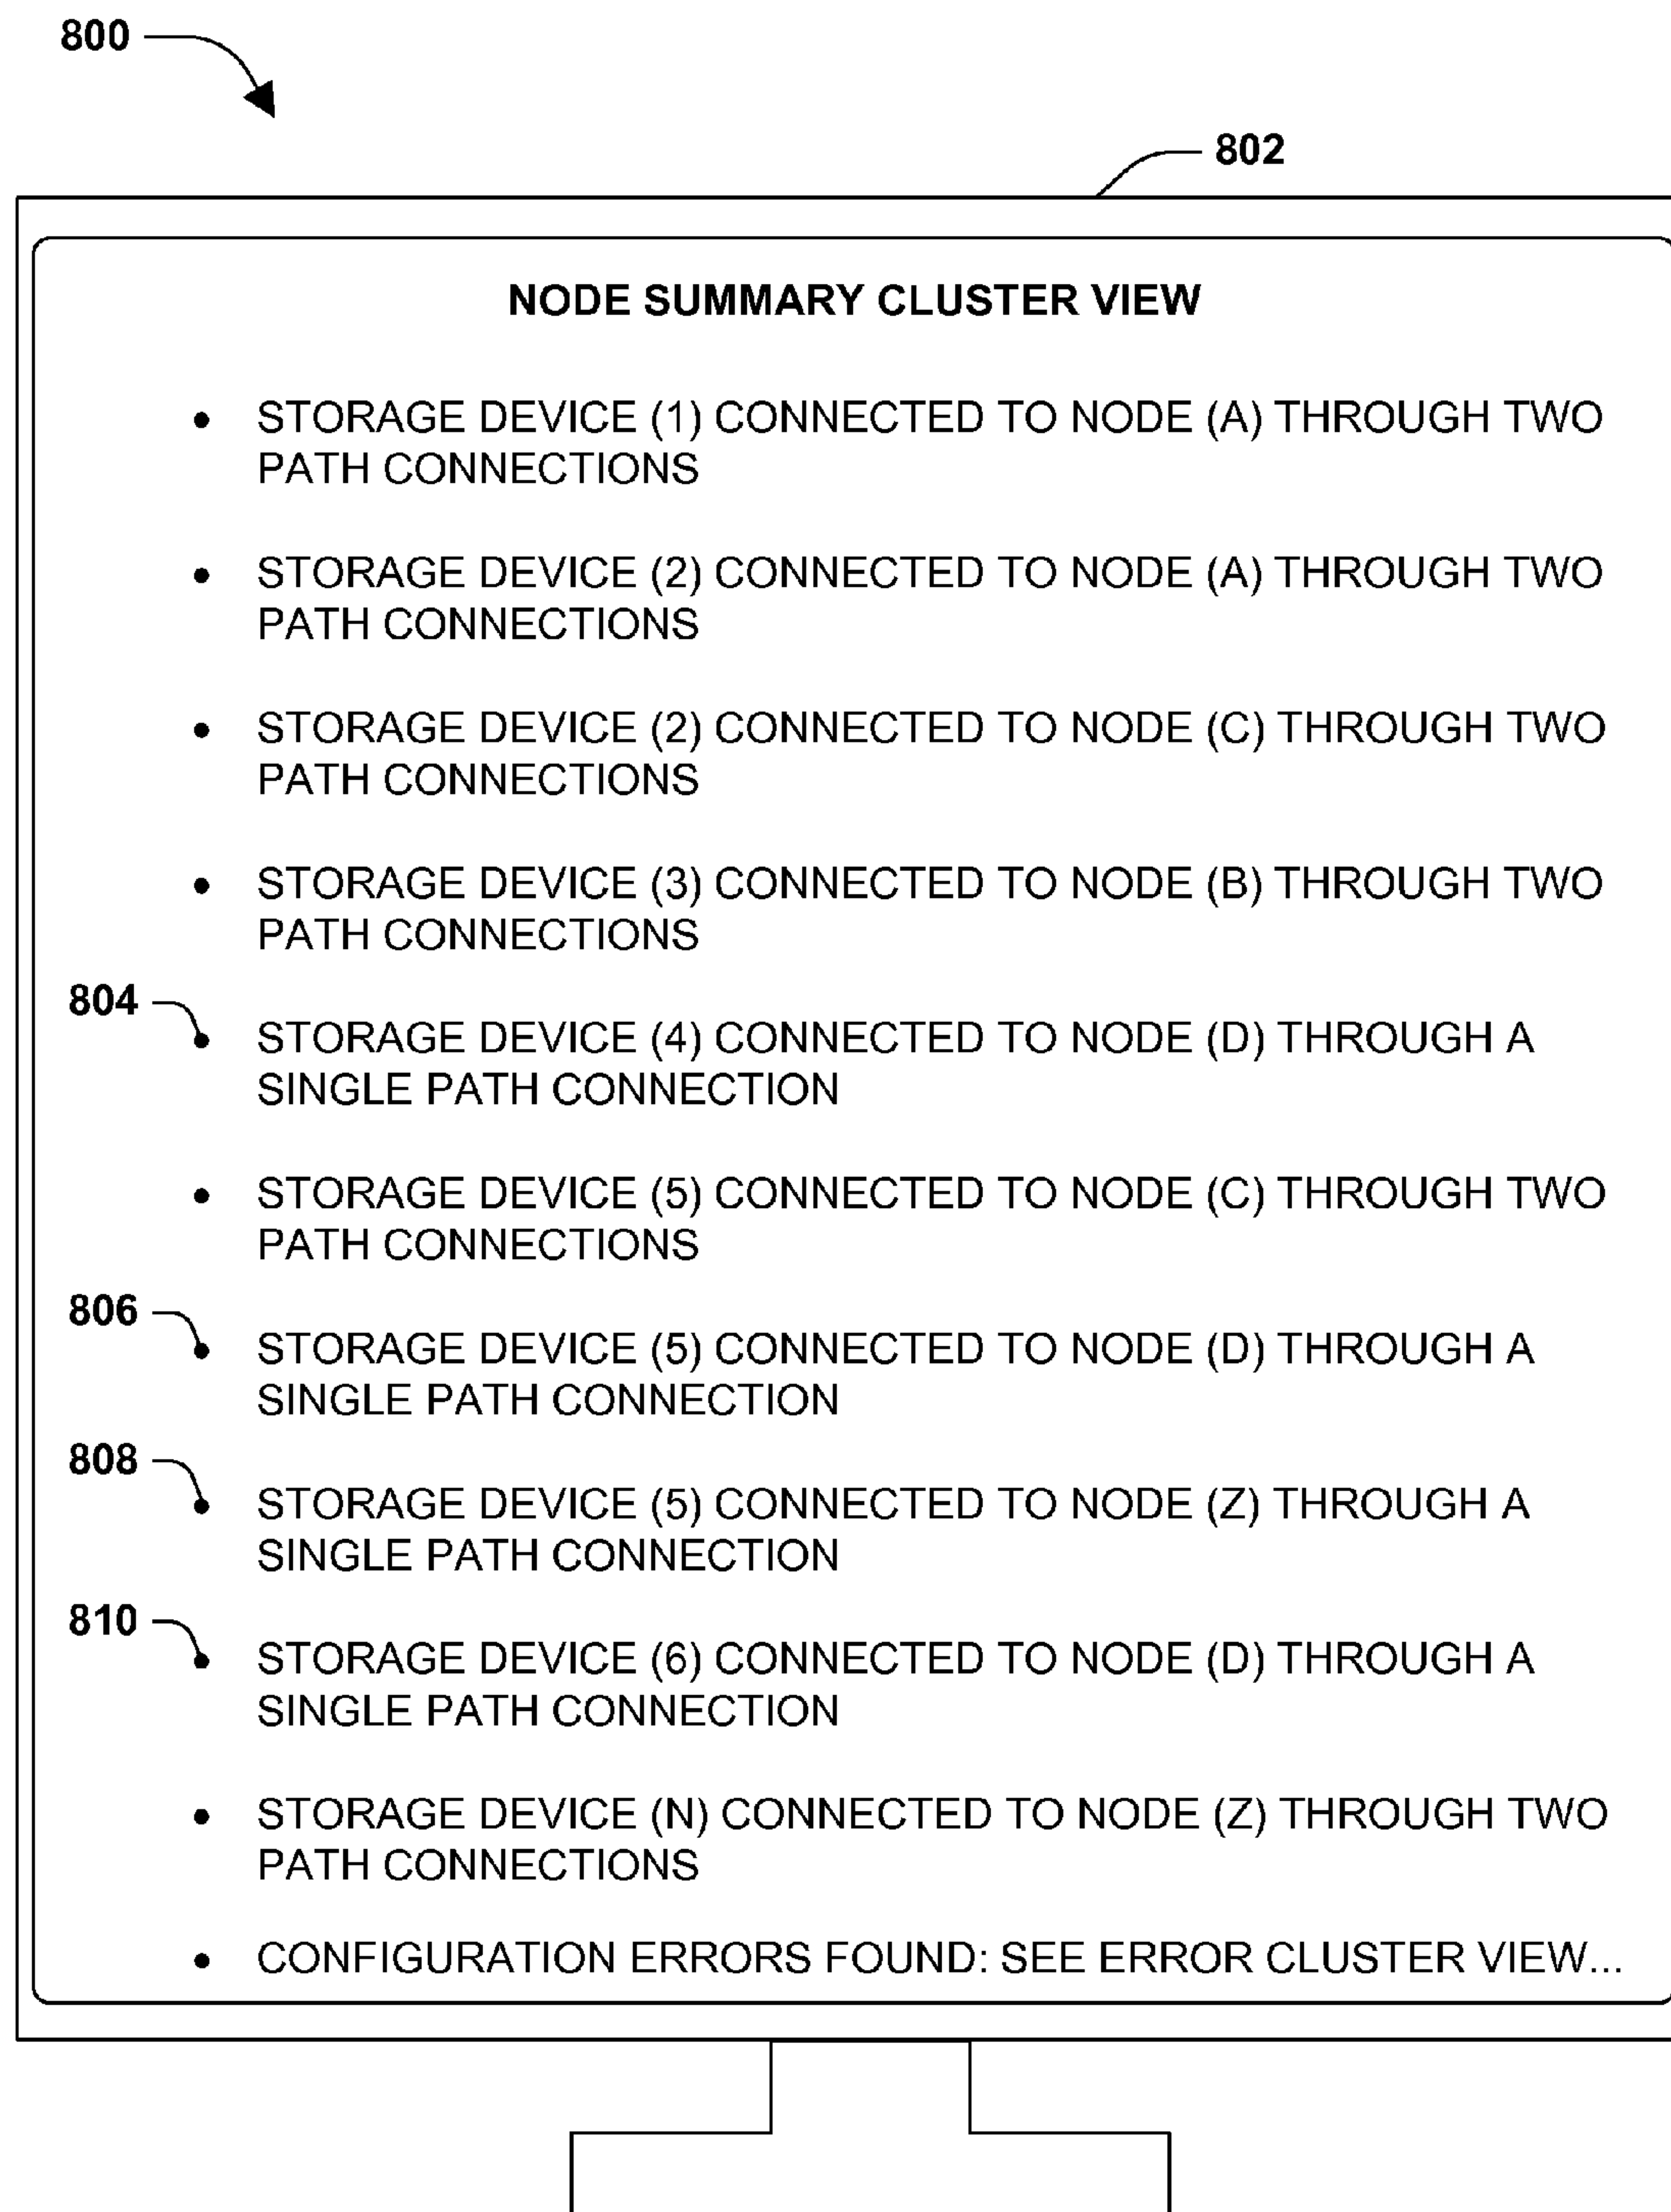 800
802
NODE SUMMARY CLUSTER VIEW
• STORAGE DEVICE (1) CONNECTED TO NODE (A) THROUGH TWO
PATH CONNECTIONS
• STORAGE DEVICE (2) CONNECTED TO NODE (A) THROUGH TWO
PATH CONNECTIONS
• STORAGE DEVICE (2) CONNECTED TO NODE (C) THROUGH TWO
PATH CONNECTIONS
• STORAGE DEVICE (3) CONNECTED TO NODE (B) THROUGH TWO
PATH CONNECTIONS
804
• STORAGE DEVICE (4) CONNECTED TO NODE (D) THROUGH A
SINGLE PATH CONNECTION
• STORAGE DEVICE (5) CONNECTED TO NODE (C) THROUGH TWO
PATH CONNECTIONS
806
• STORAGE DEVICE (5) CONNECTED TO NODE (D) THROUGH A
SINGLE PATH CONNECTION
808
• STORAGE DEVICE (5) CONNECTED TO NODE (Z) THROUGH A
SINGLE PATH CONNECTION
810
• STORAGE DEVICE (6) CONNECTED TO NODE (D) THROUGH A
SINGLE PATH CONNECTION
• STORAGE DEVICE (N) CONNECTED TO NODE (Z) THROUGH TWO
PATH CONNECTIONS
• CONFIGURATION ERRORS FOUND: SEE ERROR CLUSTER VIEW...